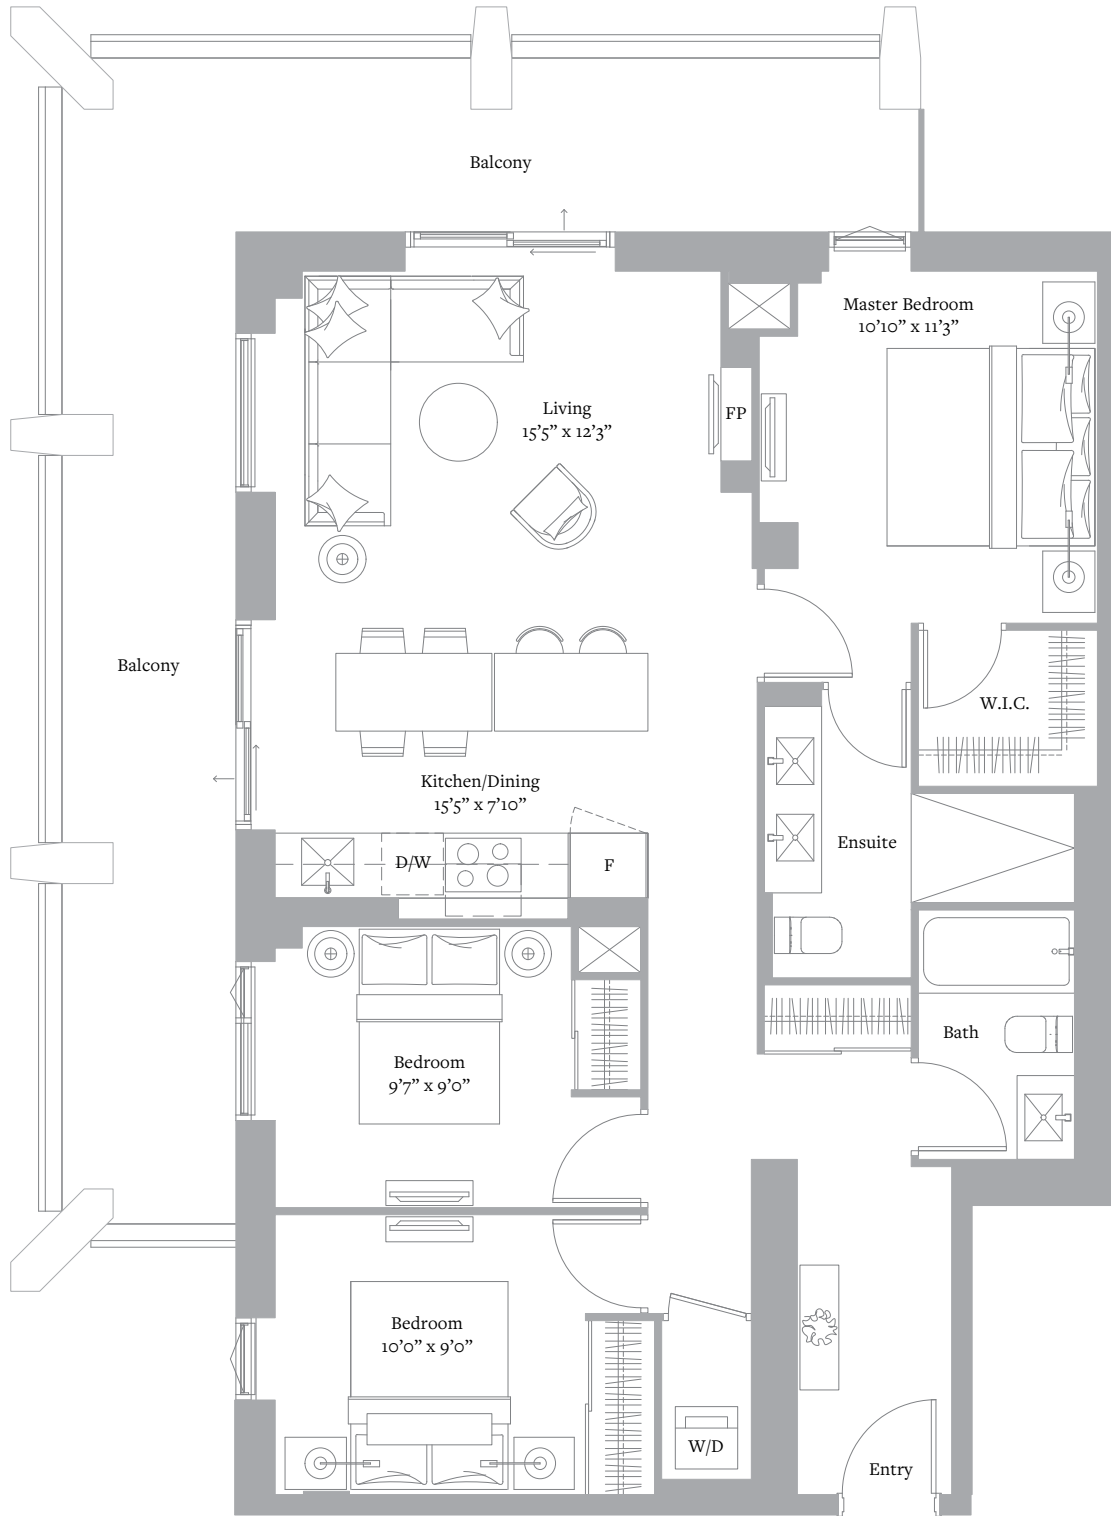 Balcony
Master Bedroom
10’10” x 11’3”
Living
15’5” x 12’3”
FP
Balcony
W.I.C.
Kitchen/Dining
15’5” x 7’10”
D/W
F
Ensuite
Bedroom
9’7” x 9’0”
Bath
Bedroom
10’0” x 9’0”
W/D
Entry